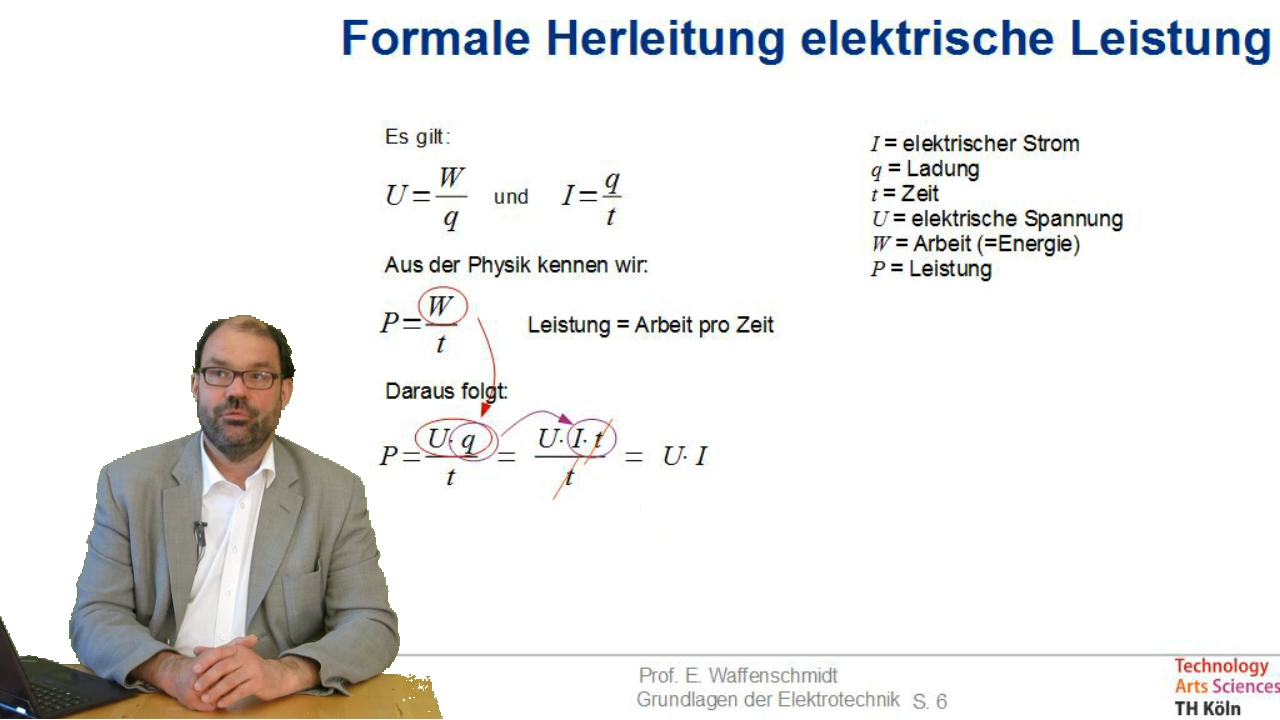 Formale Herleitung elektrische Leistung
Es gilt:
U = W/q und I = q/t
Aus der Physik kennen wir:
P = W/t Leistung = Arbeit pro Zeit
Daraus folgt:
P = U· q/t = U· I· t/t = U· I
I = elektrischer Strom
q = Ladung
t = Zeit
U = elektrische Spannung
W = Arbeit (=Energie)
P = Leistung
Prof. E. Waffenschmidt
Grundlagen der Elektrotechnik S. 6
Technology
Arts Sciences
TH Köln